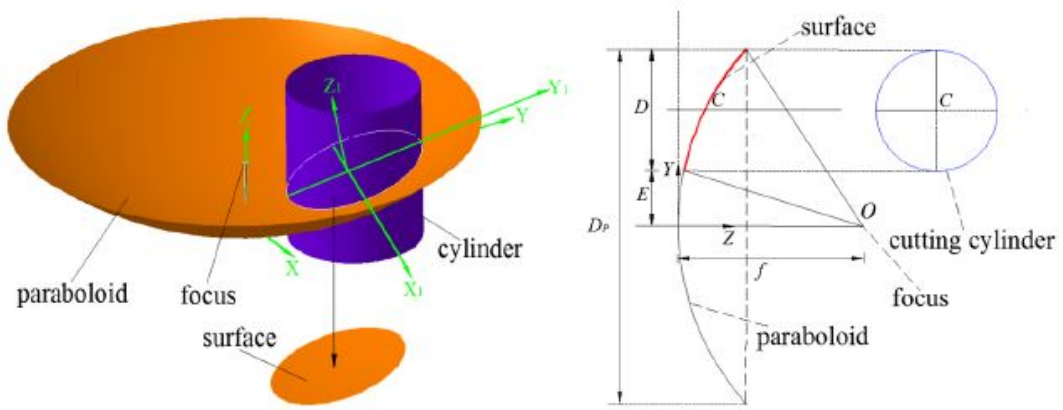 Z₁
Y₁
Y
Z
X
X₁
cylinder
paraboloid
focus
surface
surface
D
C
C
Y
E
O
Dₚ
Z
cutting cylinder
f
focus
paraboloid